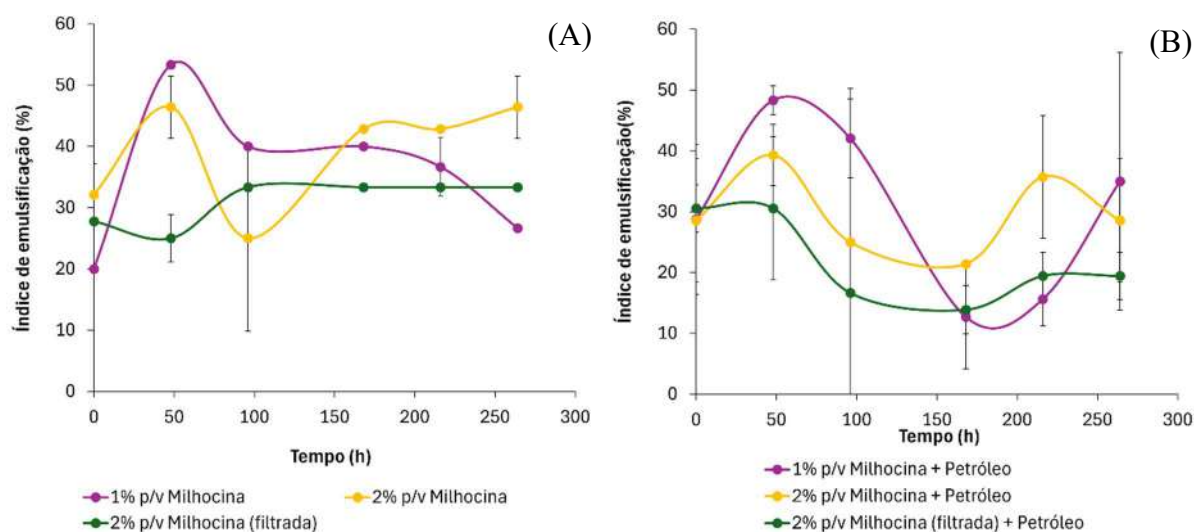 (A)
Índice de emulsificação (%)
60
50
40
30
20
10
0
0 50 100 150 200 250 300
Tempo (h)
1% p/v Milhocina 2% p/v Milhocina
2% p/v Milhocina (filtrada)
(B)
Índice de emulsificação(%)
60
50
40
30
20
10
0
0 50 100 150 200 250 300
Tempo (h)
1% p/v Milhocina + Petróleo
2% p/v Milhocina + Petróleo
2% p/v Milhocina (filtrada) + Petróleo